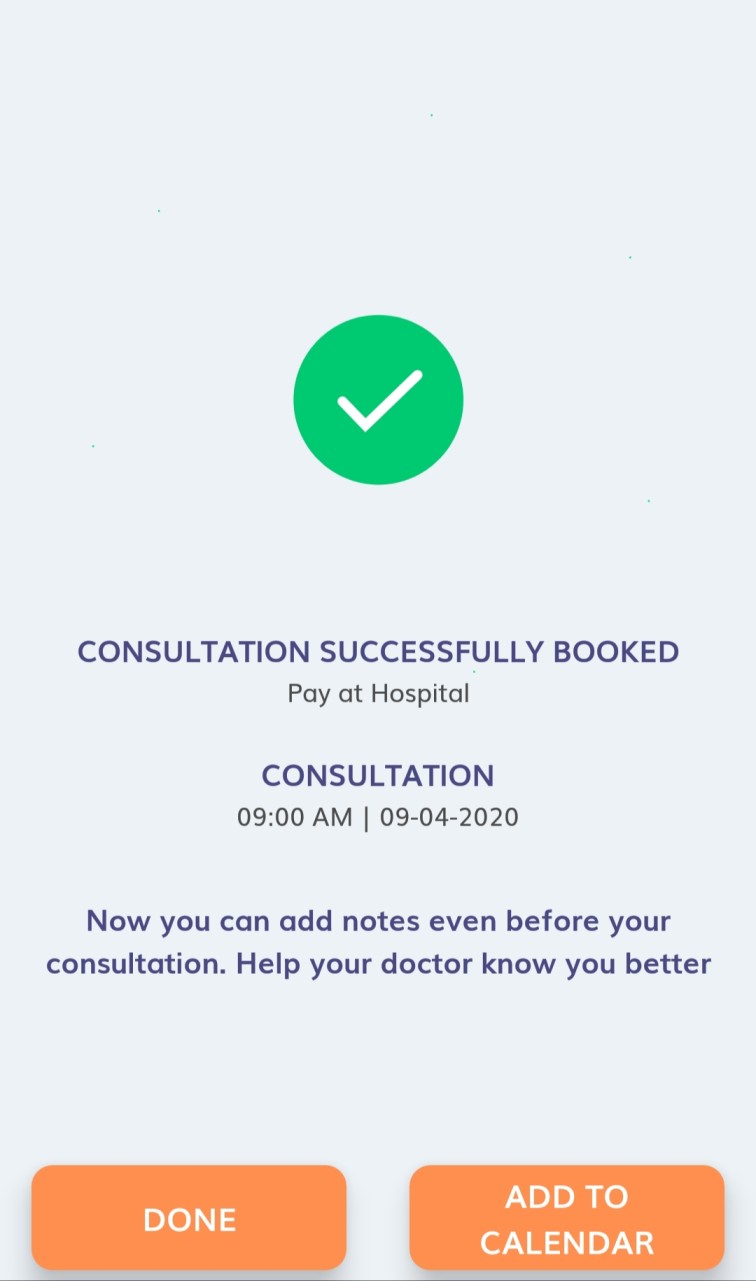 CONSULTATION SUCCESSFULLY BOOKED
Pay at Hospital
CONSULTATION
09:00 AM | 09-04-2020
Now you can add notes even before your
consultation. Help your doctor know you better
DONE
ADD TO
CALENDAR